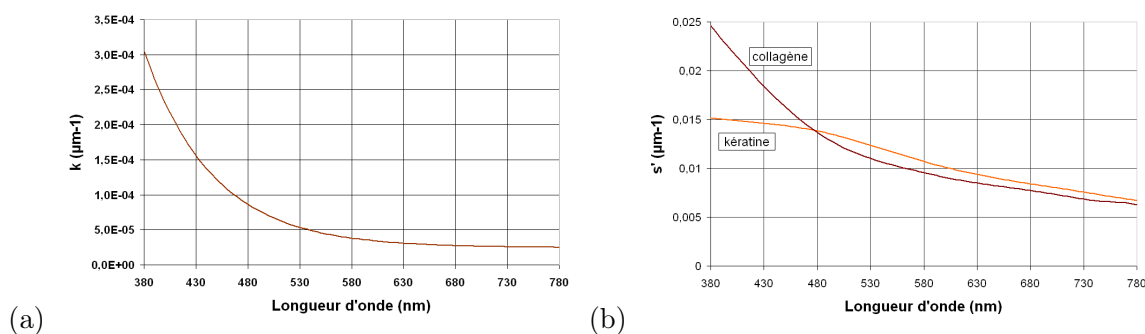 3,5E-04
3,0E-04
2,5E-04
2,0E-04
1,5E-04
1,0E-04
5,0E-05
0,0E+00
k (µm-1)
380 430 480 530 580 630 680 730 780
Longueur d'onde (nm)
(a)
0,025
0,02
0,015
0,01
0,005
0
s' (µm-1)
collagène
kératine
380 430 480 530 580 630 680 730 780
Longueur d'onde (nm)
(b)